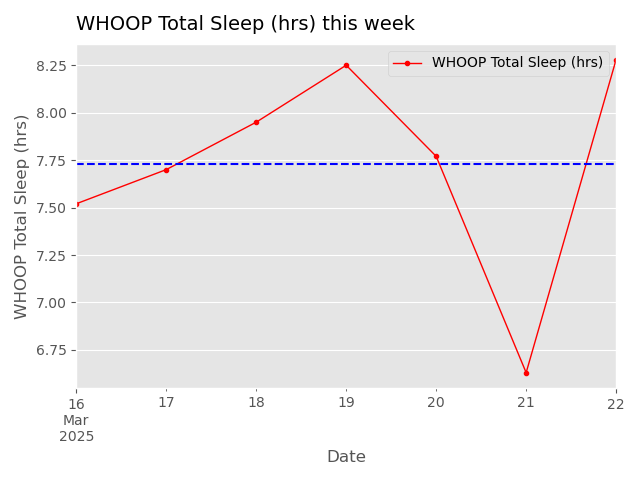 WHOOP Total Sleep (hrs) this week
WHOOP Total Sleep (hrs)
WHOOP Total Sleep (hrs)
8.25
8.00
7.75
7.50
7.25
7.00
6.75
16 17 18 19 20 21 22
Mar
2025
Date